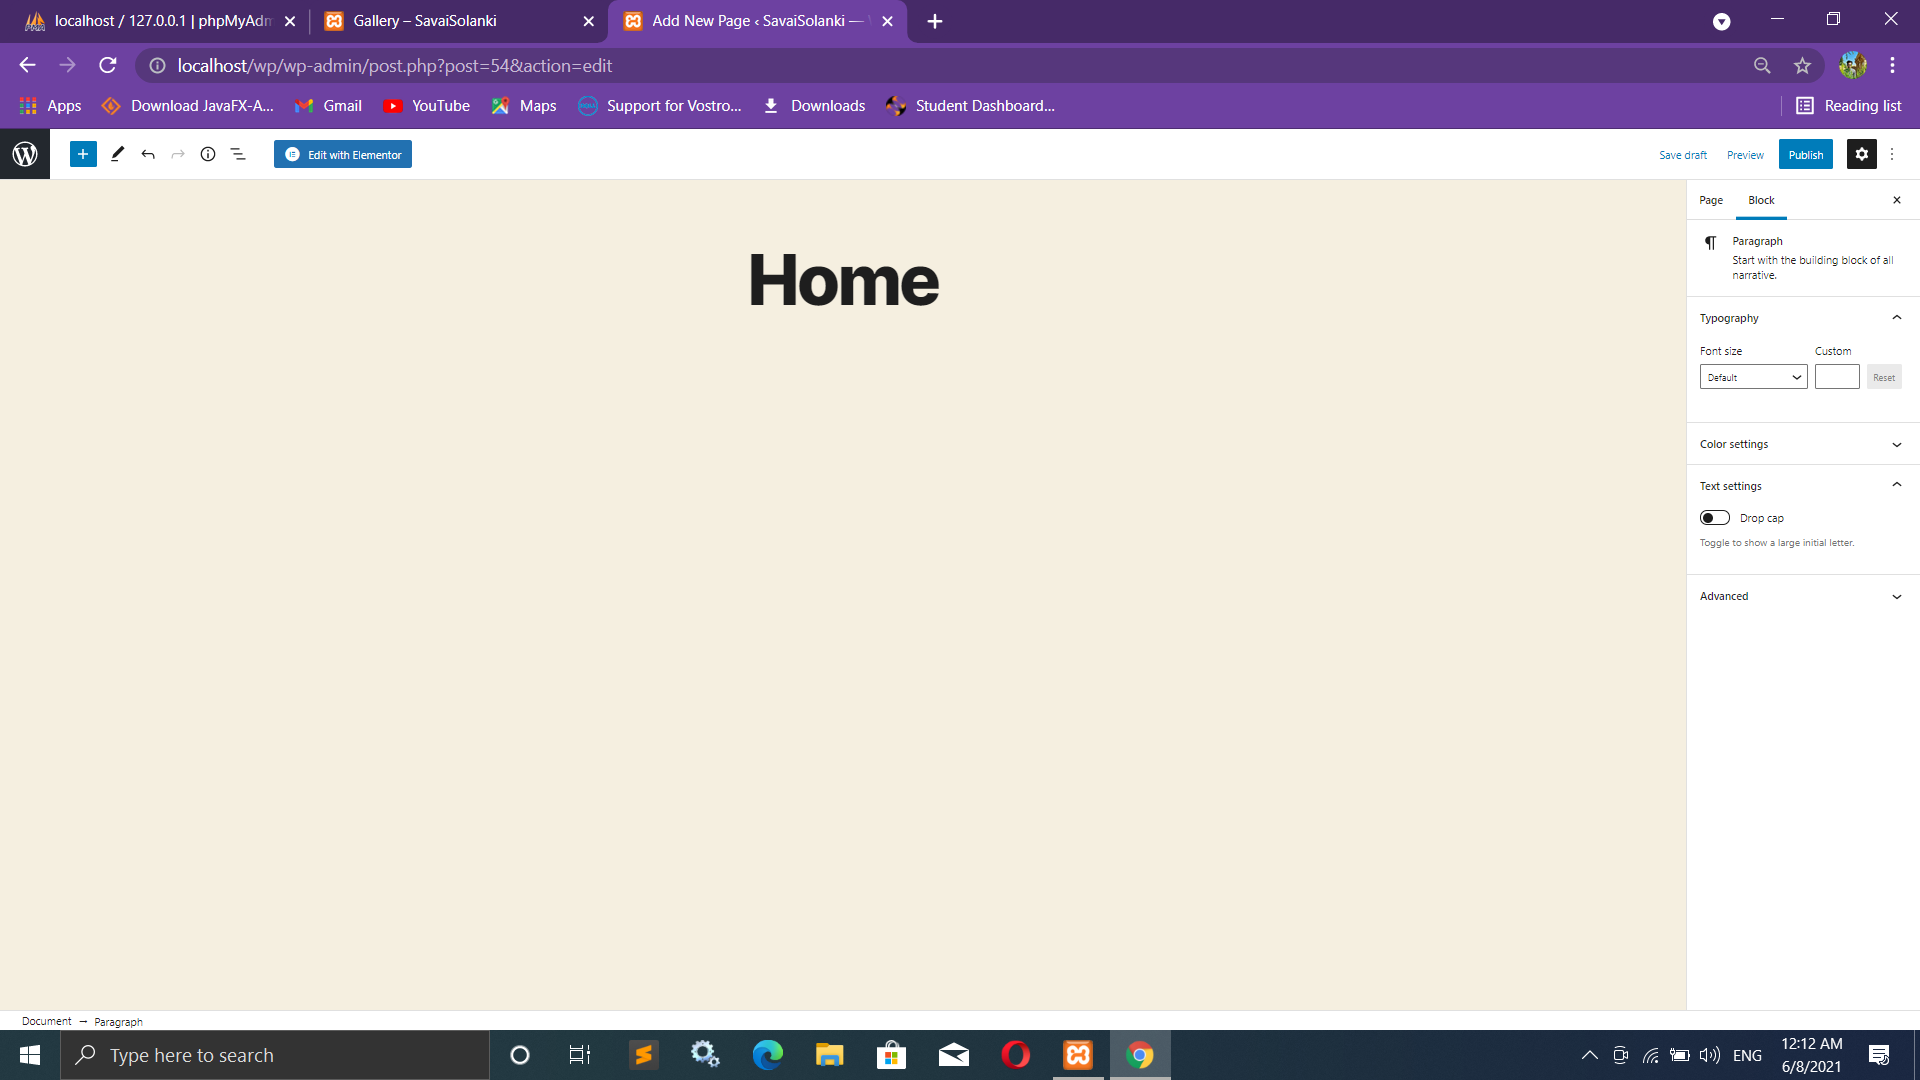 localhost / 127.0.0.1 | phpMyAdm
Gallery – SavaiSolanki
Add New Page ‹ SavaiSolanki —
localhost/wp/wp-admin/post.php?post=54&action=edit
Apps
Download JavaFX-A...
Gmail
YouTube
Maps
Support for Vostro...
Downloads
Student Dashboard...
Reading list
Edit with Elementor
Save draft
Preview
Publish
Page
Block
Home
Paragraph
Start with the building block of all
narrative.
Typography
Font size
Custom
Default
Reset
Color settings
Text settings
Drop cap
Toggle to show a large initial letter.
Advanced
Document → Paragraph
Type here to search
ENG
12:12 AM
6/8/2021